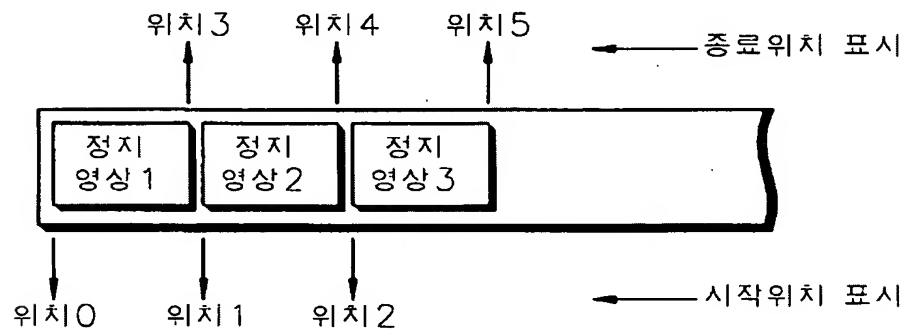 위치3 위치4 위치5
종료위치 표시
정지 정지 정지
영상1 영상2 영상3
위치0 위치1 위치2
시작위치 표시